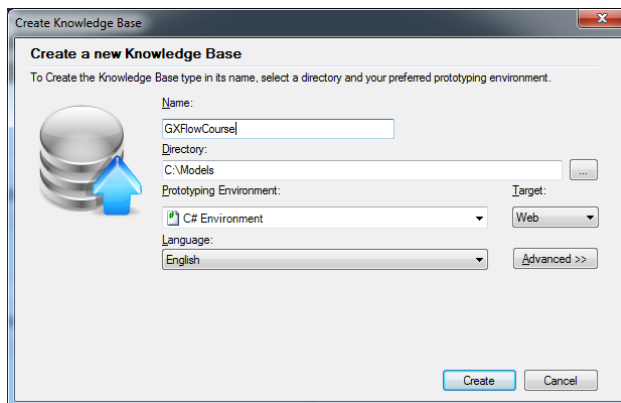 Create Knowledge Base
Create a new Knowledge Base
To Create the Knowledge Base type in its name, select a directory and your preferred prototyping environment.
Name:
GXFlowCourse
Directory:
C:\Models
...
Prototyping Environment:
Target:
C# Environment
Web
Language:
English
Advanced >>
Create
Cancel